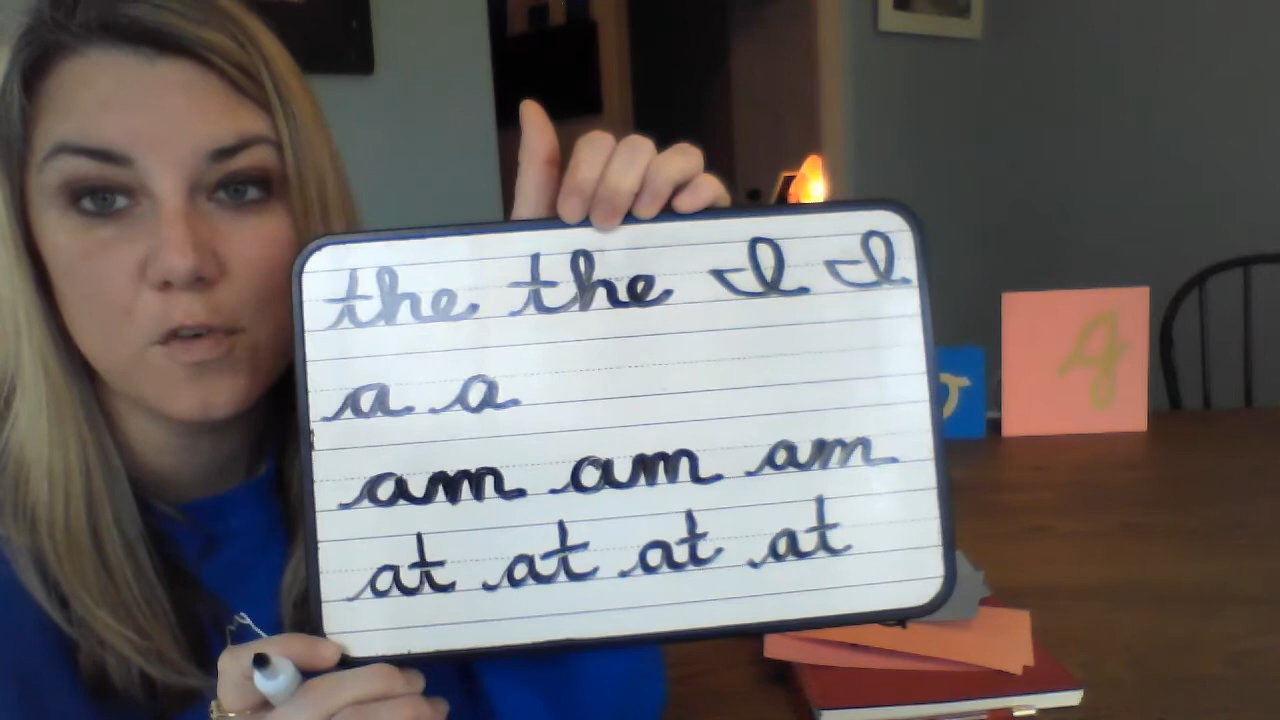 the the I I
a a
am am am
at at at at
g